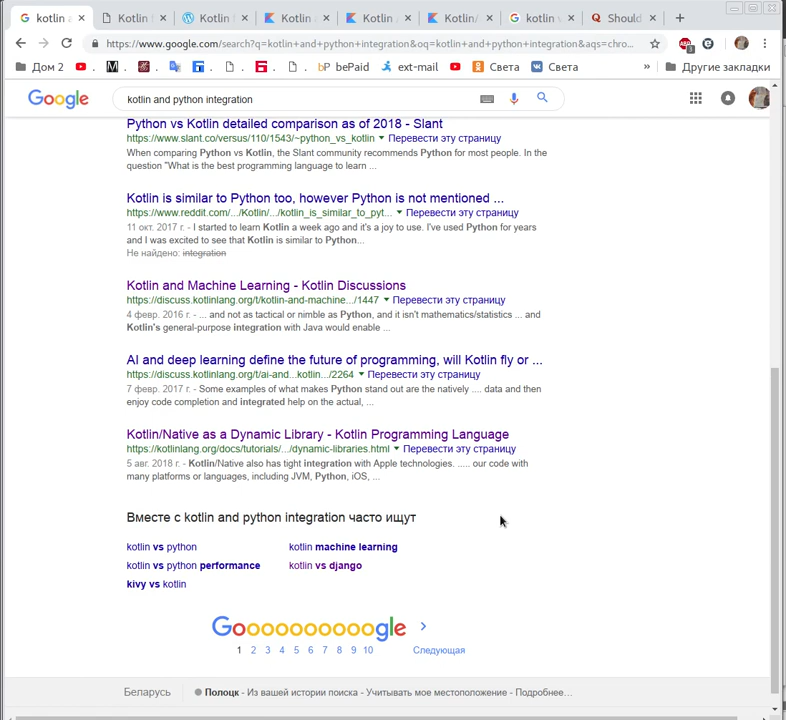 kotlin a
Kotlin
Kotlin f
Kotlin a
Kotlin
Kotlin/
kotlin v
Should
https://www.google.com/search?q=kotlin+and+python+integration&oq=kotlin+and+python+integration&aqs=chro...
Дом 2
bePaid
ext-mail
Света
Света
»
Другие закладки
Google
kotlin and python integration
Python vs Kotlin detailed comparison as of 2018 - Slant
https://www.slant.co/versus/110/1543/~python_vs_kotlin Перевести эту страницу
When comparing Python vs Kotlin, the Slant community recommends Python for most people. In the
question "What is the best programming language to learn ...
Kotlin is similar to Python too, however Python is not mentioned ...
https://www.reddit.com/.../Kotlin/.../kotlin_is_similar_to_pyt... Перевести эту страницу
11 окт. 2017 г. - I started to learn Kotlin a week ago and it's a joy to use. I've used Python for years
and I was excited to see that Kotlin is similar to Python...
Не найдено: integration
Kotlin and Machine Learning - Kotlin Discussions
https://discuss.kotlinlang.org/t/kotlin-and-machine.../1447 Перевести эту страницу
4 февр. 2016 г. - ... and not as tactical or nimble as Python, and it isn't mathematics/statistics ... and
Kotlin's general-purpose integration with Java would enable ...
AI and deep learning define the future of programming, will Kotlin fly or ...
https://discuss.kotlinlang.org/t/ai-and...kotlin.../2264 Перевести эту страницу
7 февр. 2017 г. - Some examples of what makes Python stand out are the natively .... data and then
enjoy code completion and integrated help on the actual, ...
Kotlin/Native as a Dynamic Library - Kotlin Programming Language
https://kotlinlang.org/docs/tutorials/.../dynamic-libraries.html Перевести эту страницу
5 авг. 2018 г. - Kotlin/Native also has tight integration with Apple technologies. ..... our code with
many platforms or languages, including JVM, Python, iOS, ...
Вместе с kotlin and python integration часто ищут
kotlin vs python
kotlin machine learning
kotlin vs python performance
kotlin vs django
kivy vs kotlin
Goooooooooogle
1 2 3 4 5 6 7 8 9 10 Следующая
Беларусь
Полоцк - Из вашей истории поиска - Учитывать мое местоположение - Подробнее...